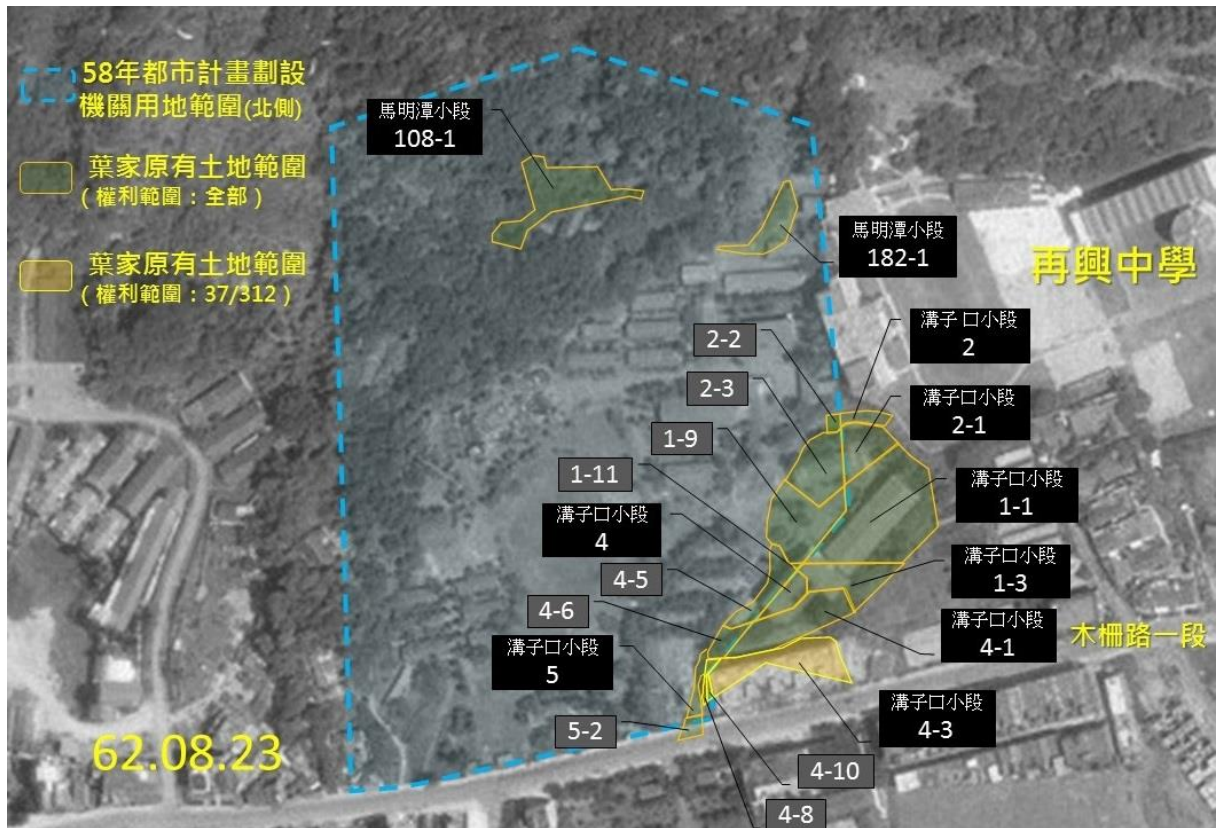 58年都市計畫劃設
機關用地範圍(北側)
葉家原有土地範圍
(權利範圍：全部)
葉家原有土地範圍
(權利範圍：37/312)
馬明潭小段
108-1
馬明潭小段
182-1
再興中學
溝子口小段
2
2-2
2-3
溝子口小段
2-1
1-9
1-11
溝子口小段
1-1
溝子口小段
4
溝子口小段
1-3
4-5
4-6
溝子口小段
4-1
木柵路一段
溝子口小段
5
溝子口小段
4-3
5-2
4-10
4-8
62.08.23